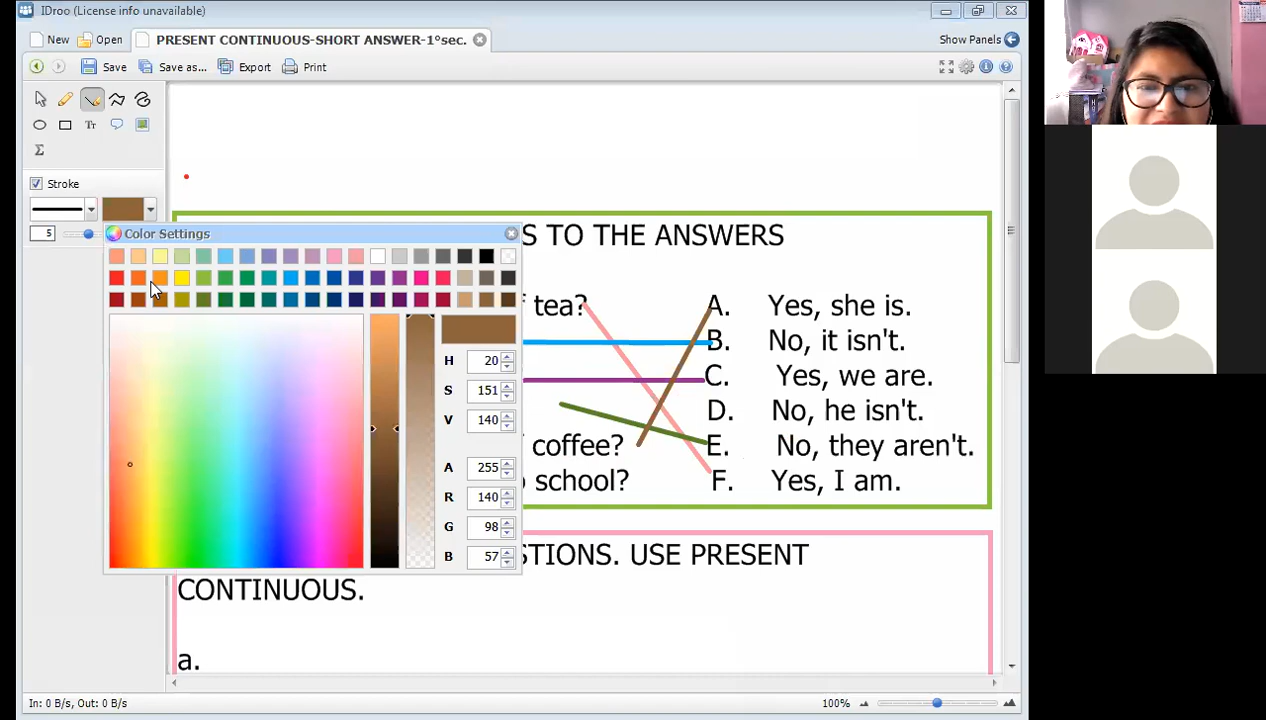 IDroo (License info unavailable)
New Open PRESENT CONTINUOUS-SHORT ANSWER-1°sec. Show Panels
Save Save as... Export Print
Tr
Σ
Stroke
5
Color Settings
S TO THE ANSWERS
tea? A. Yes, she is.
B. No, it isn't.
C. Yes, we are.
D. No, he isn't.
coffee? E. No, they aren't.
school? F. Yes, I am.
H 20
S 151
V 140
A 255
R 140
G 98
B 57
STIONS. USE PRESENT
CONTINUOUS.
a.
In: 0 B/s, Out: 0 B/s 100%